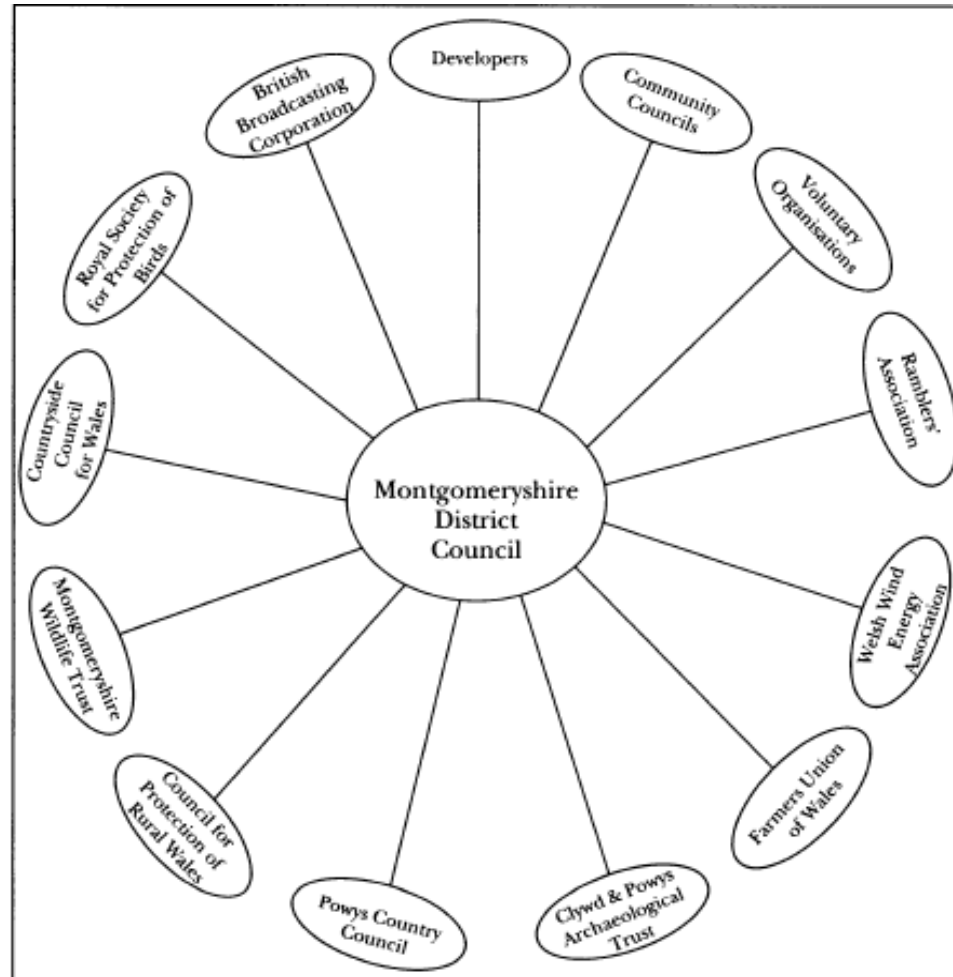 Developers
Community
Councils
Voluntary
Organisations
Ramblers'
Association
Welsh Wind
Energy
Association
Farmers Union
of Wales
Clywd & Powys
Archaeological
Trust
Powys Country
Council
Council for
Protection of
Rural Wales
Montgomeryshire
Wildlife Trust
Countryside
Council
for Wales
Royal Society
for Protection of
Birds
British
Broadcasting
Corporation
Montgomeryshire
District
Council